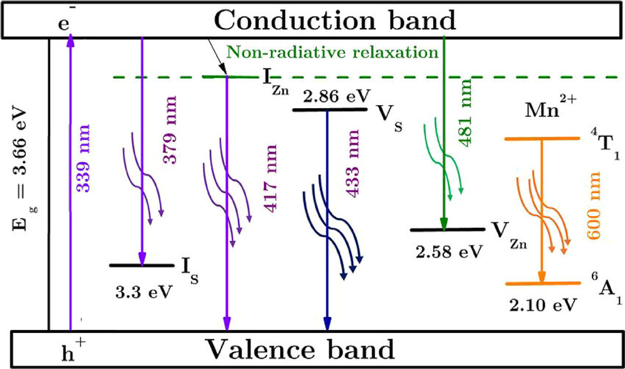 e⁻ Conduction band
Non-radiative relaxation
E_g = 3.66 eV
339 nm
379 nm
I_S
3.3 eV
I_Zn
417 nm
2.86 eV
V_S
433 nm
481 nm
V_Zn
2.58 eV
Mn²⁺
⁴T₁
600 nm
⁶A₁
2.10 eV
h⁺ Valence band